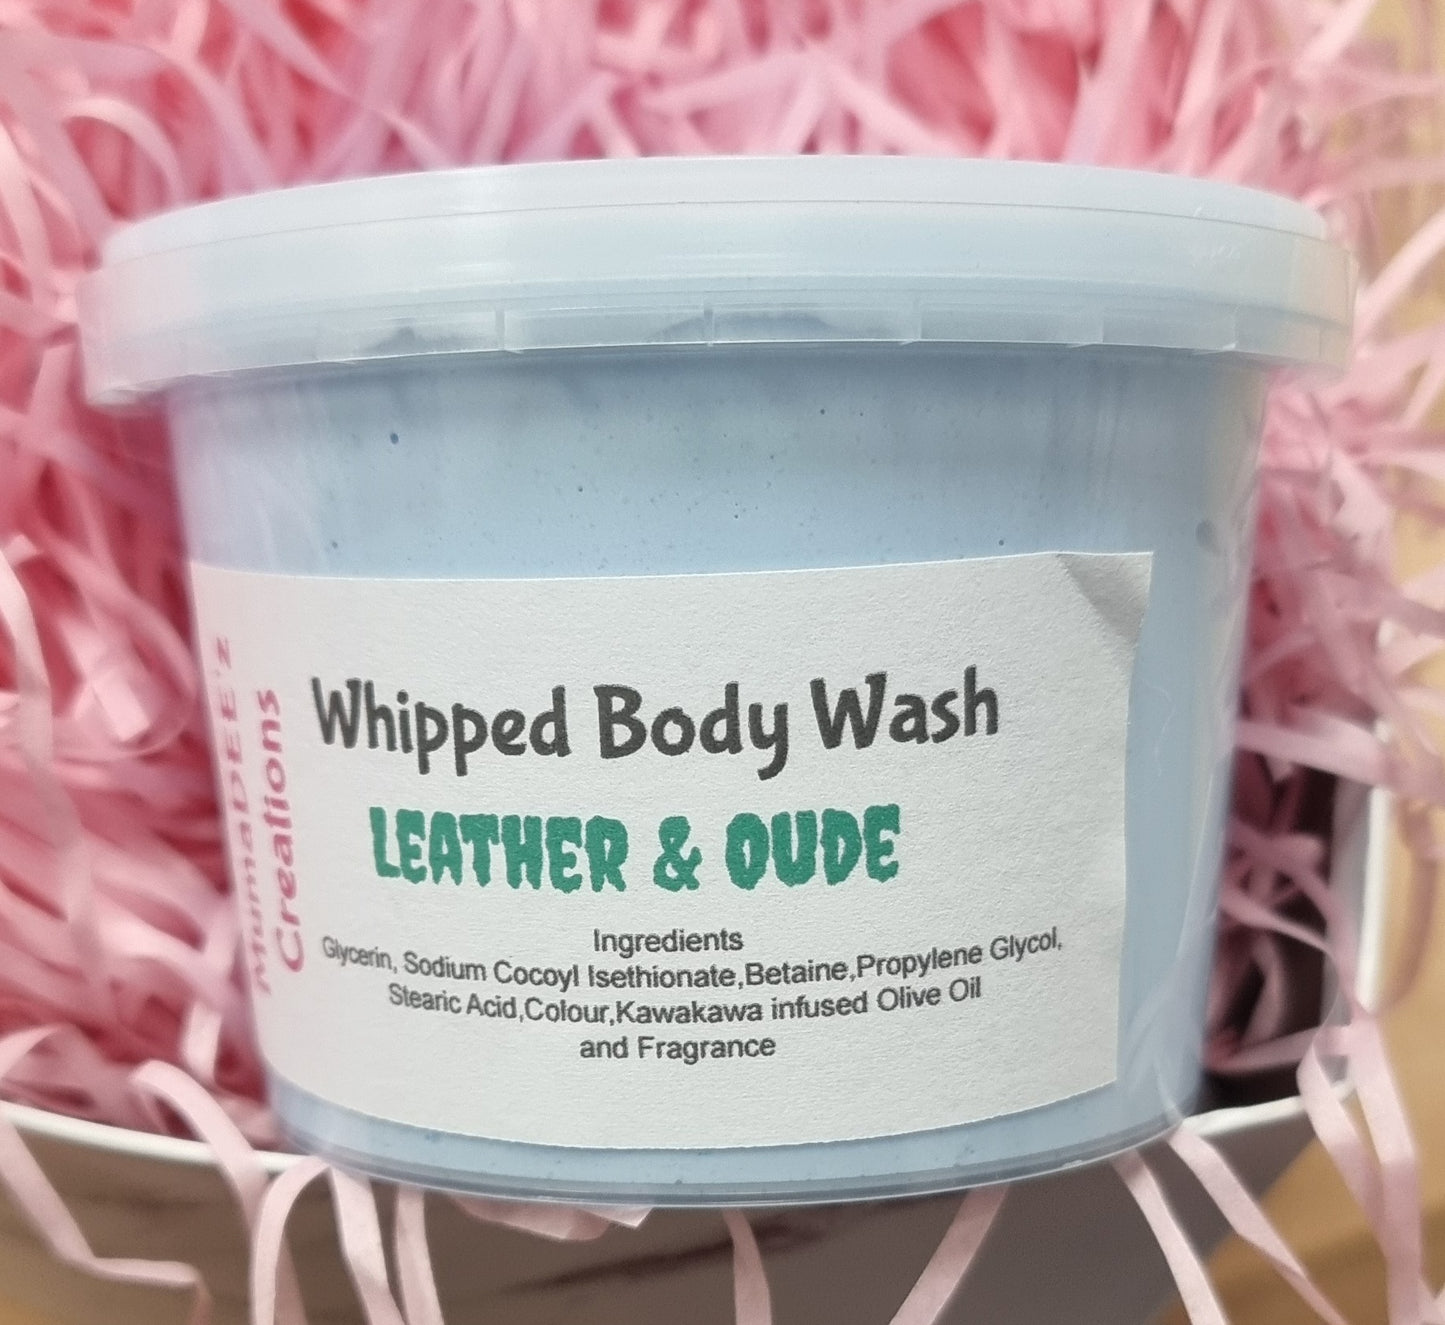 MumaDEE'z
Creations
Whipped Body Wash
LEATHER & OUDE
Ingredients
Glycerin, Sodium Cocoyl Isethionate,Betaine,Propylene Glycol,
Stearic Acid,Colour,Kawakawa infused Olive Oil
and Fragrance